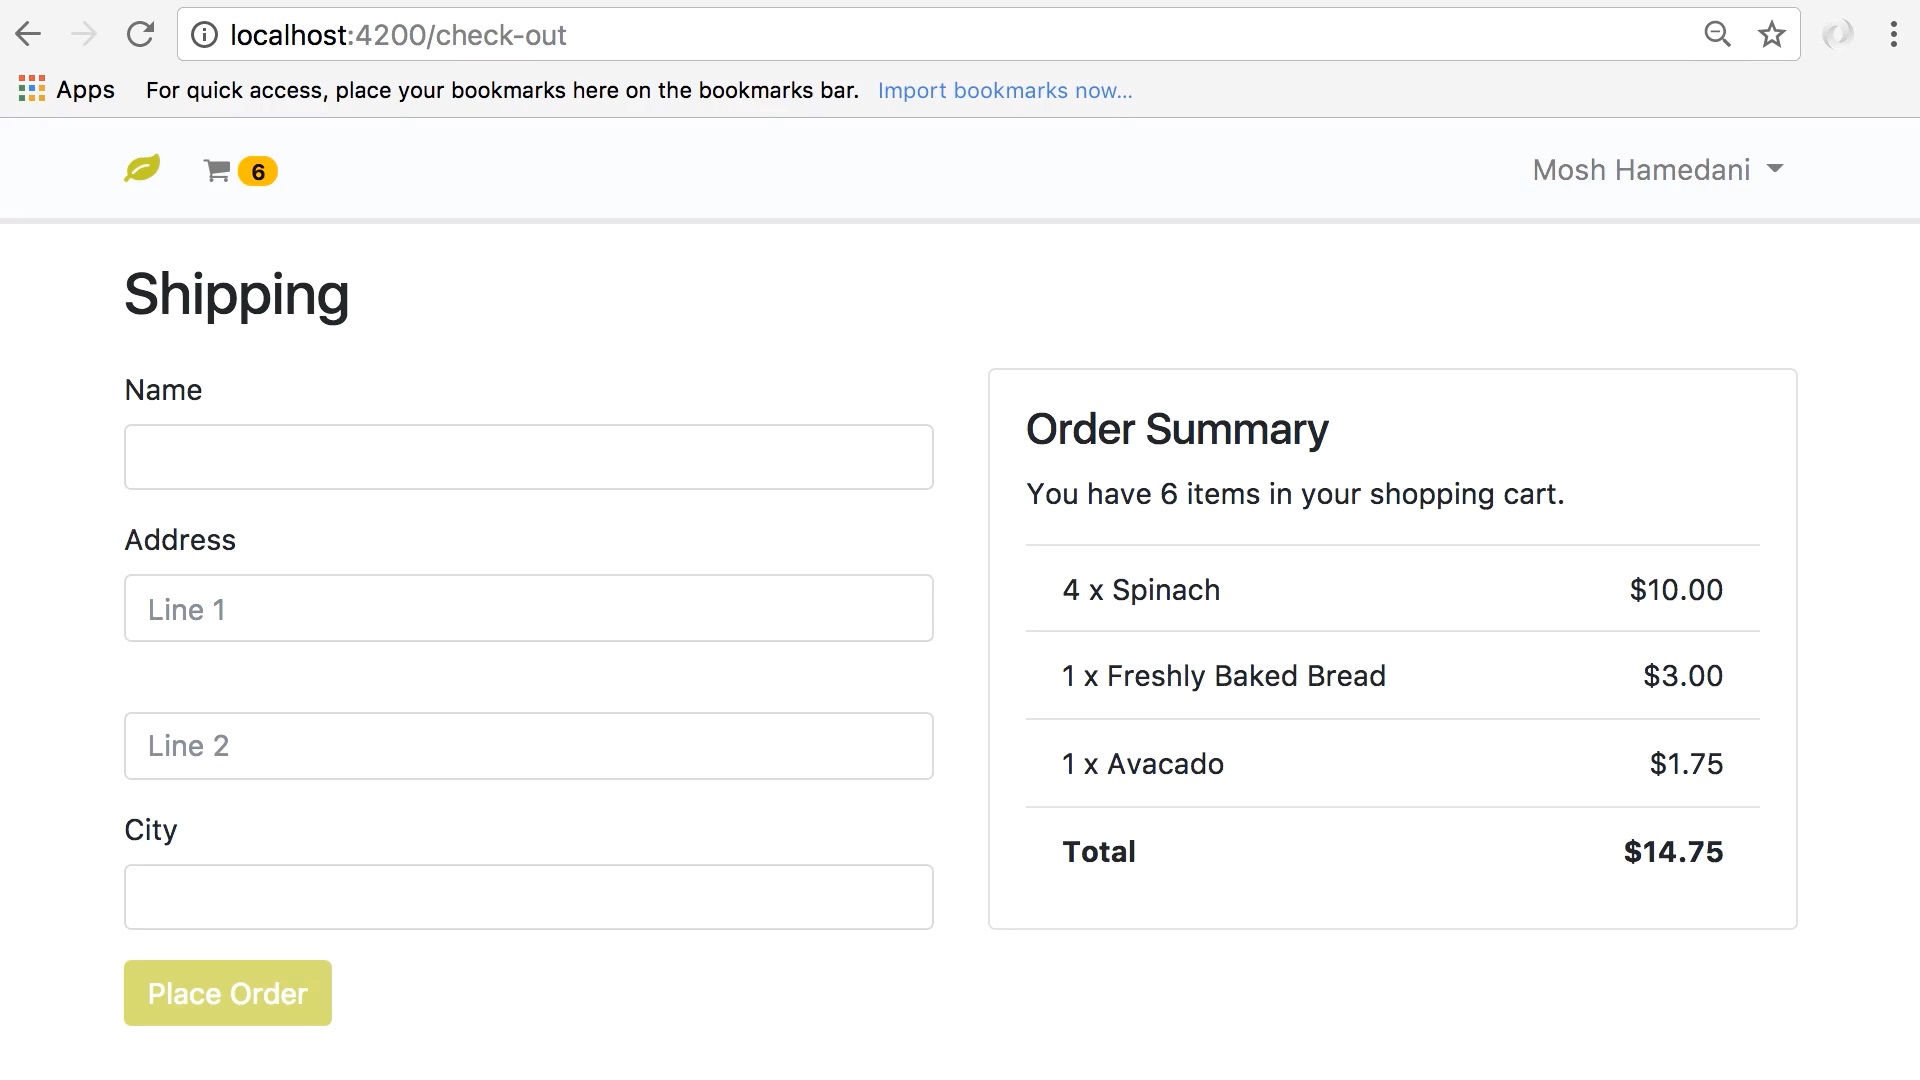 localhost:4200/check-out
Apps For quick access, place your bookmarks here on the bookmarks bar. Import bookmarks now...
6 Mosh Hamedani
Shipping
Name
Address
Line 1
Line 2
City
Place Order
Order Summary
You have 6 items in your shopping cart.
4 x Spinach $10.00
1 x Freshly Baked Bread $3.00
1 x Avacado $1.75
Total $14.75